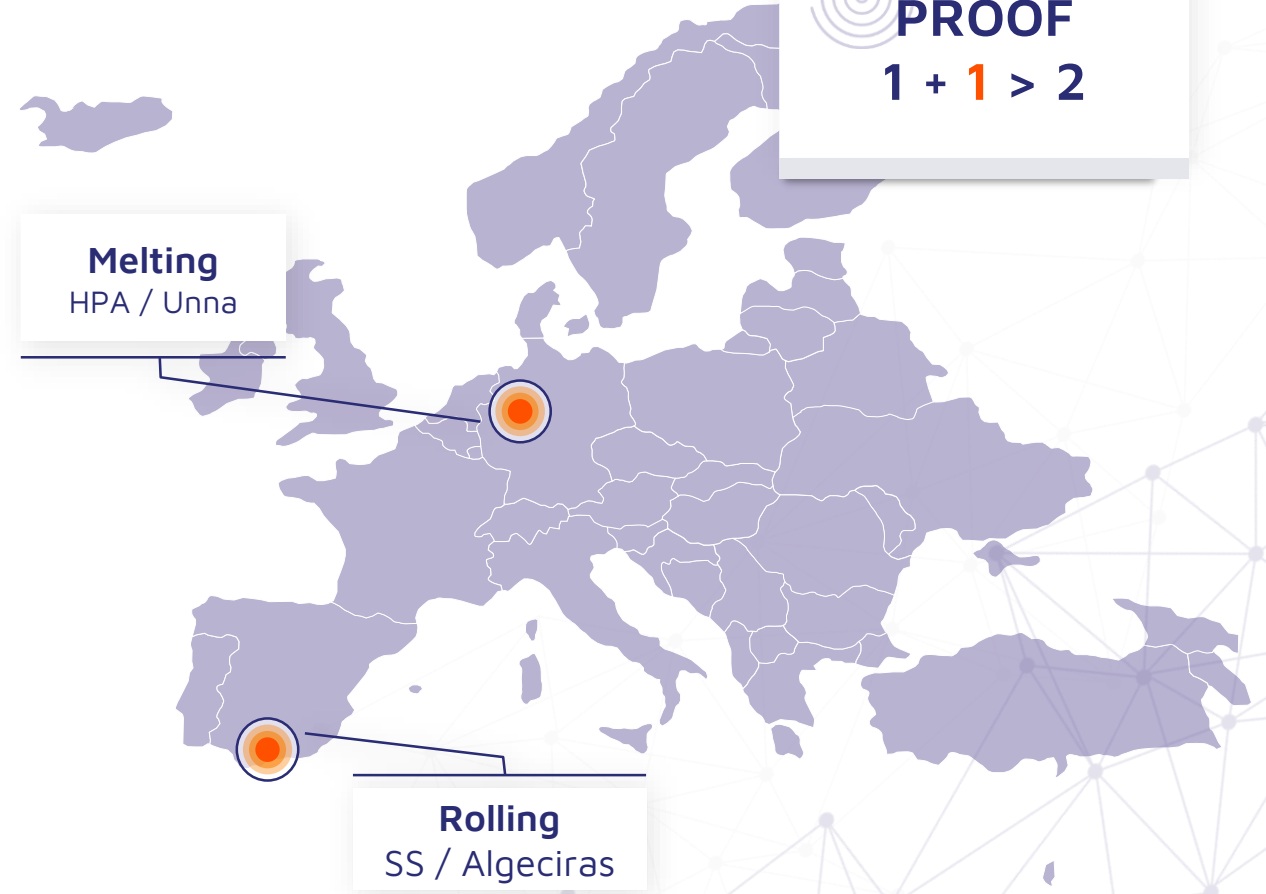 PROOF
1 + 1 > 2
Melting
HPA / Unna
Rolling
SS / Algeciras